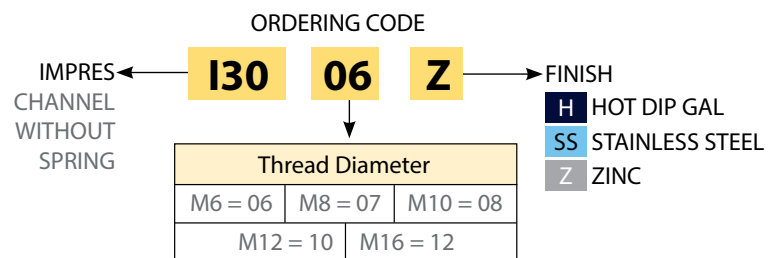 ORDERING CODE
IMPRES I30 06 Z FINISH
CHANNEL
WITHOUT
SPRING
H HOT DIP GAL
SS STAINLESS STEEL
Z ZINC
Thread Diameter
M6 = 06 M8 = 07 M10 = 08
M12 = 10 M16 = 12